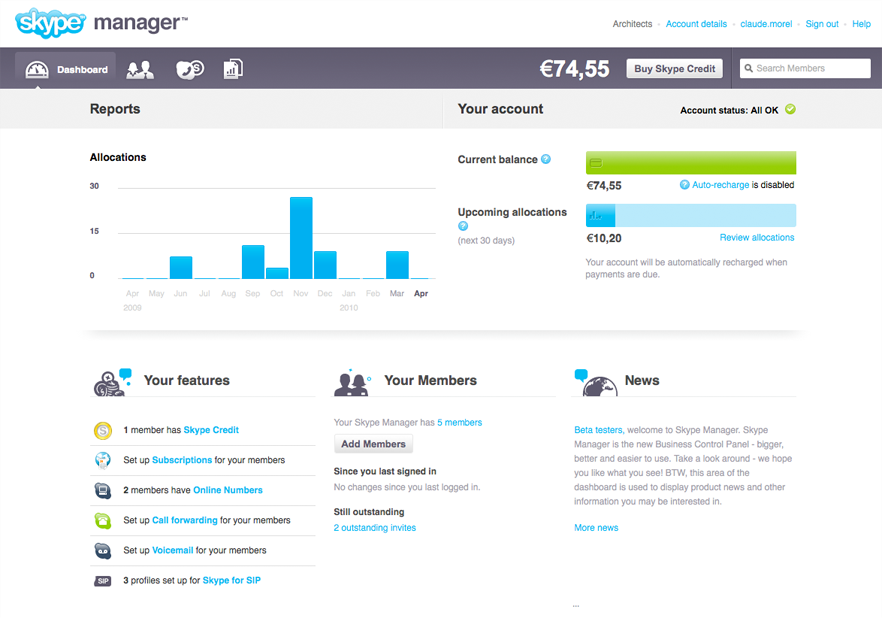 skype manager™
Architects - Account details - claude.morel - Sign out - Help
Dashboard
€74,55
Buy Skype Credit
Search Members
Reports
Allocations
30
15
0
Apr May Jun Jul Aug Sep Oct Nov Dec Jan Feb Mar Apr
2009 2010
Your account
Account status: All OK
Current balance ?
€74,55
? Auto-recharge is disabled
Upcoming allocations
?
(next 30 days)
€10,20
Review allocations
Your account will be automatically recharged when
payments are due.
Your features
S
1 member has Skype Credit
Set up Subscriptions for your members
2 members have Online Numbers
Set up Call forwarding for your members
Set up Voicemail for your members
SIP
3 profiles set up for Skype for SIP
Your Members
Your Skype Manager has 5 members
Add Members
Since you last signed in
No changes since you last logged in.
Still outstanding
2 outstanding invites
News
Beta testers, welcome to Skype Manager. Skype
Manager is the new Business Control Panel - bigger,
better and easier to use. Take a look around - we hope
you like what you see! BTW, this area of the
dashboard is used to display product news and other
information you may be interested in.
More news
...